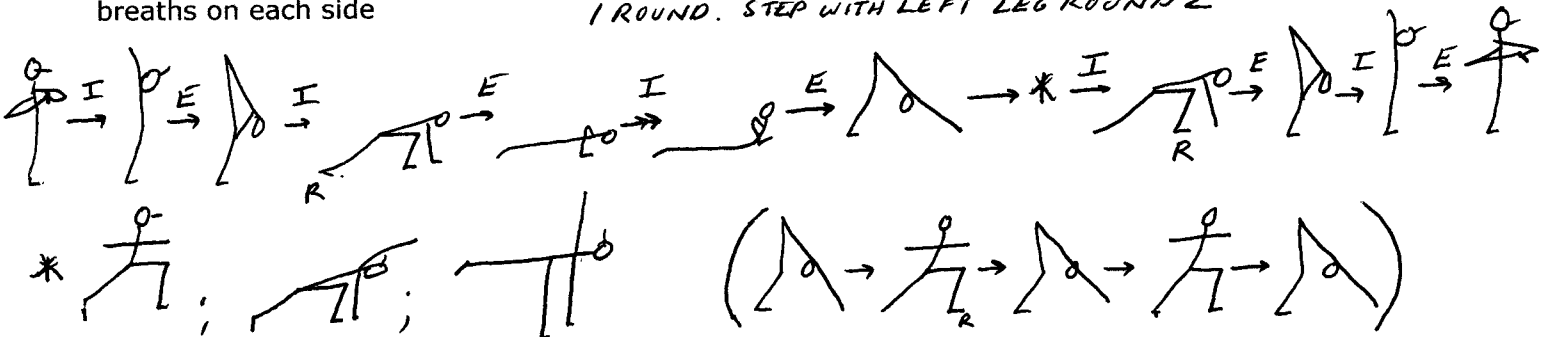 breaths on each side
1 ROUND. STEP WITH LEFT LEG ROUND 2
I E I E I E * I E I E
R R
* ; ;
R